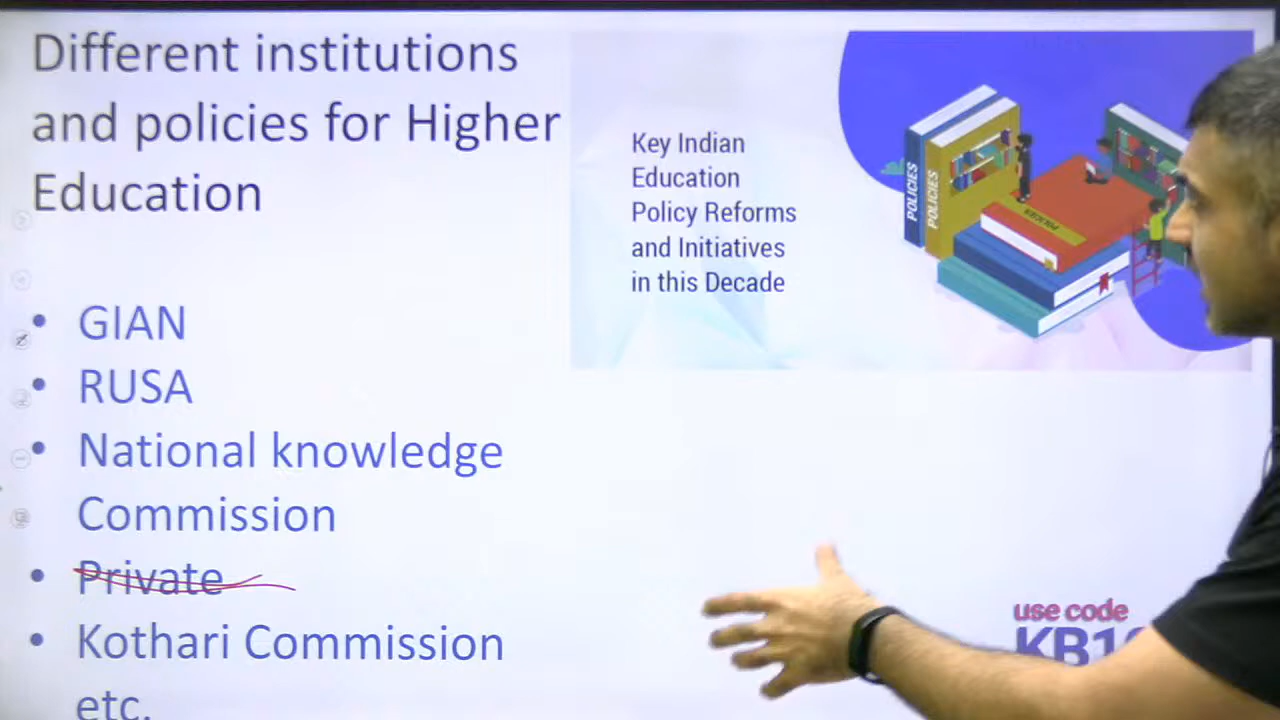 Different institutions
and policies for Higher
Education
Key Indian
Education
Policy Reforms
and Initiatives
in this Decade
POLICIES
POLICIES
POLICIES
• GIAN
• RUSA
• National knowledge
Commission
• Private
• Kothari Commission
etc.
use code